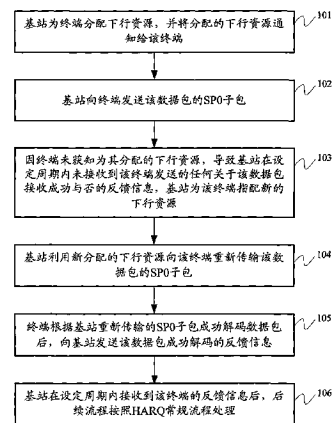 基站为终端分配下行资源，并将分配的下行资源通
知给该终端
101
基站向终端发送该数据包的SP0子包
102
因终端未获知为其分配的下行资源，导致基站在设
定周期内未接收到该终端发送的任何关于该数据包
接收成功与否的反馈信息，基站为该终端指配新的
下行资源
103
基站利用新分配的下行资源向该终端重新传输该数
据包的SP0子包
104
终端根据基站重新传输的SP0子包成功解码数据包
后，向基站发送该数据包成功解码的反馈信息
105
基站在设定周期内接收到该终端的反馈信息后，后
续流程按照HARQ常规流程处理
106